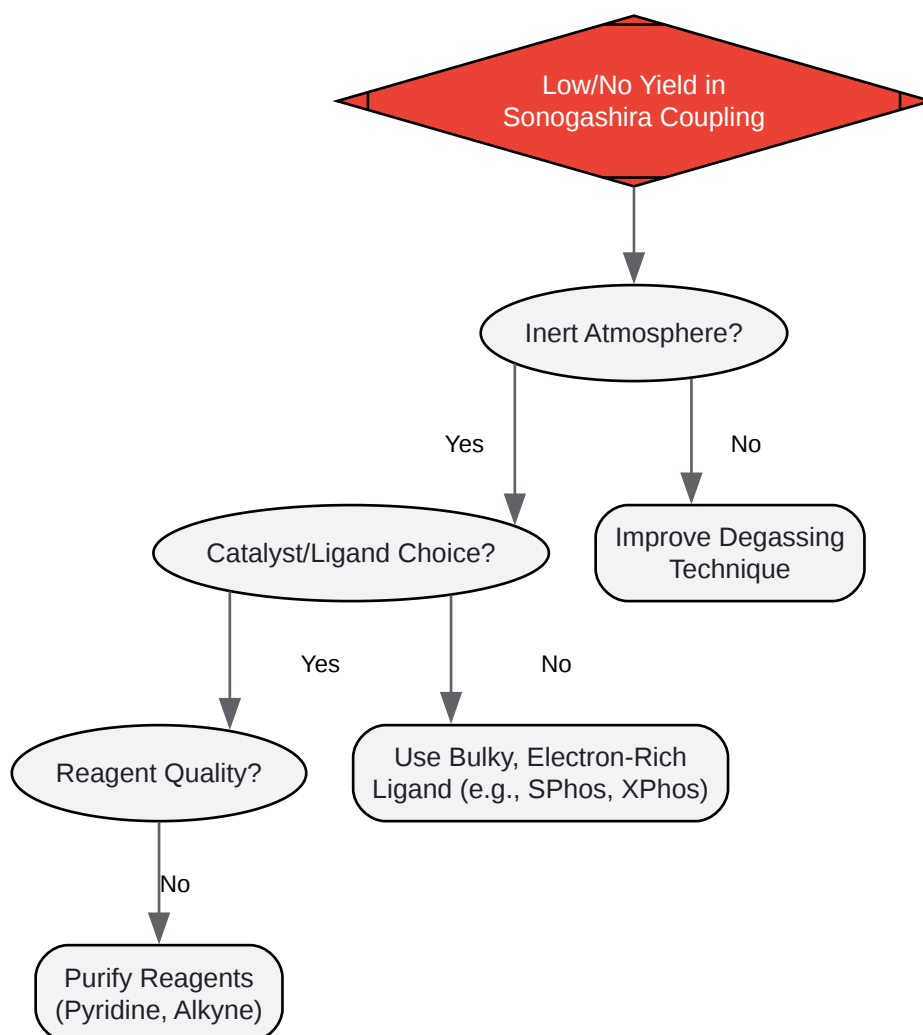 Low/No Yield in
Sonogashira Coupling
Inert Atmosphere?
Yes
No
Catalyst/Ligand Choice?
Improve Degassing
Technique
Yes
No
Reagent Quality?
Use Bulky, Electron-Rich
Ligand (e.g., SPhos, XPhos)
No
Purify Reagents
(Pyridine, Alkyne)